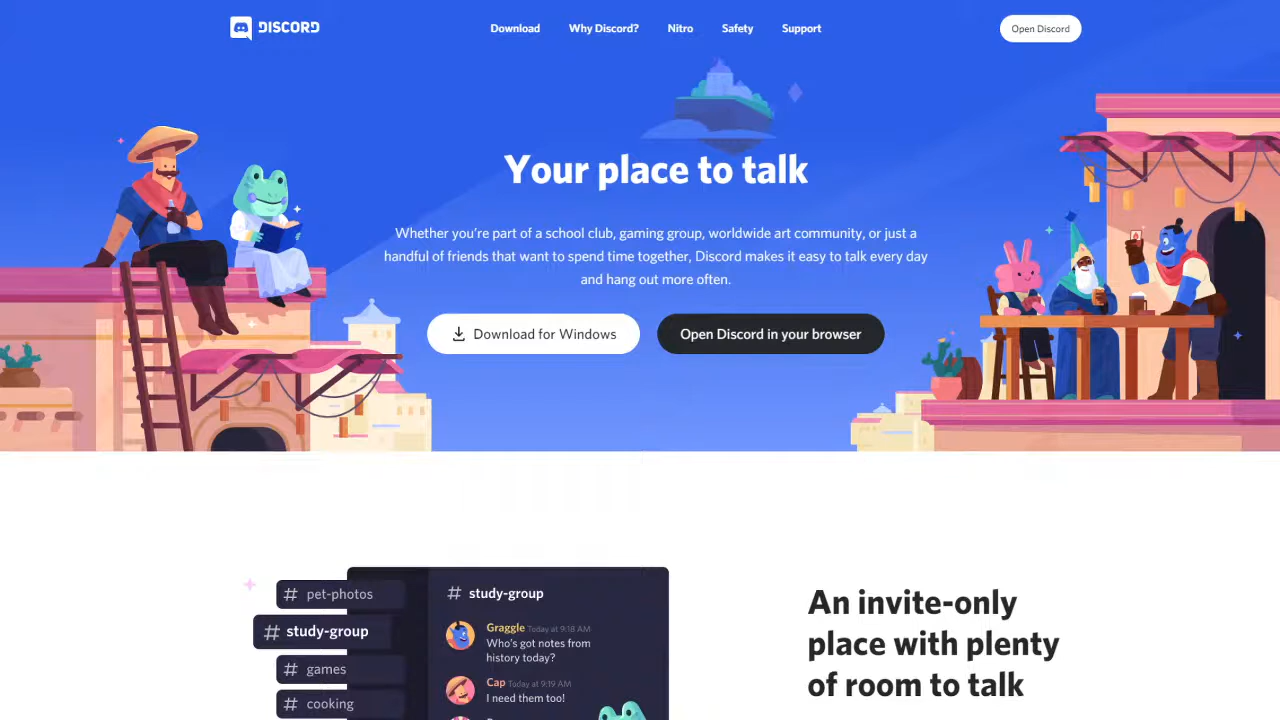 DISCORD
Download
Why Discord?
Nitro
Safety
Support
Open Discord
Your place to talk
Whether you're part of a school club, gaming group, worldwide art community, or just a
handful of friends that want to spend time together, Discord makes it easy to talk every day
and hang out more often.
Download for Windows
Open Discord in your browser
# pet-photos
# study-group
# games
# cooking
# study-group
Graggle Today at 9:18 AM
Who's got notes from
history today?
Cap Today at 9:19 AM
I need them too!
An invite-only
place with plenty
of room to talk